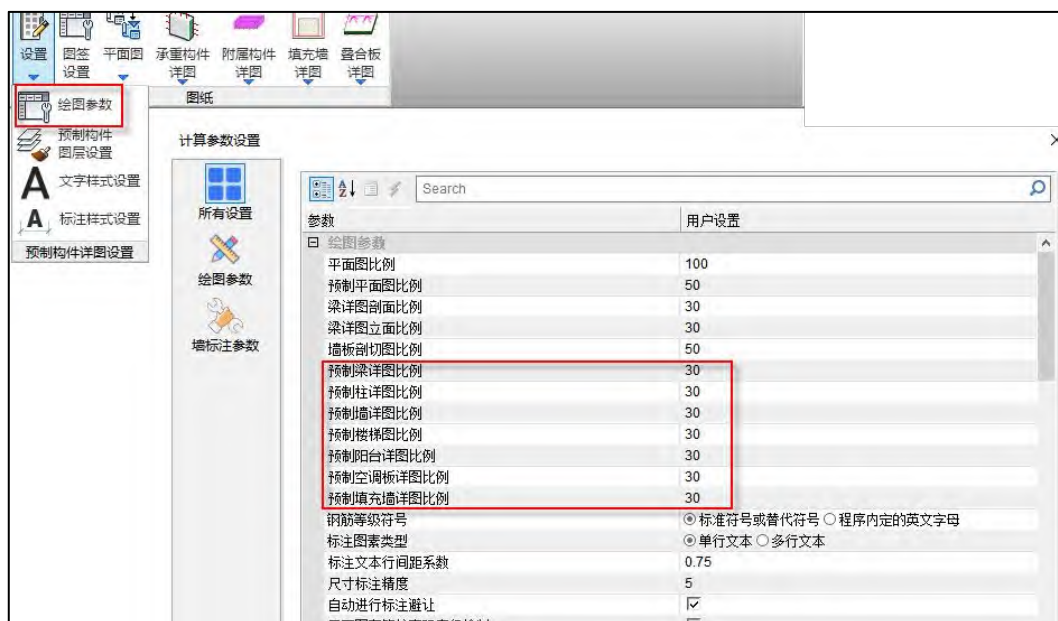 设置 图签设置 平面图 承重构件详图 附属构件详图 填充墙详图 叠合板详图
图纸
绘图参数
预制构件图层设置
A 文字样式设置
A 标注样式设置
预制构件详图设置
计算参数设置
所有设置
绘图参数
墙标注参数
Search
参数 用户设置
绘图参数
平面图比例 100
预制平面图比例 50
梁详图剖面比例 30
梁详图立面比例 30
墙板剖切图比例 50
预制梁详图比例 30
预制柱详图比例 30
预制墙详图比例 30
预制楼梯图比例 30
预制阳台详图比例 30
预制空调板详图比例 30
预制填充墙详图比例 30
钢筋等级符号 标准符号或替代符号 程序内定的英文字母
标注图素类型 单行文本 多行文本
标注文本行间距系数 0.75
尺寸标注精度 5
自动进行标注避让